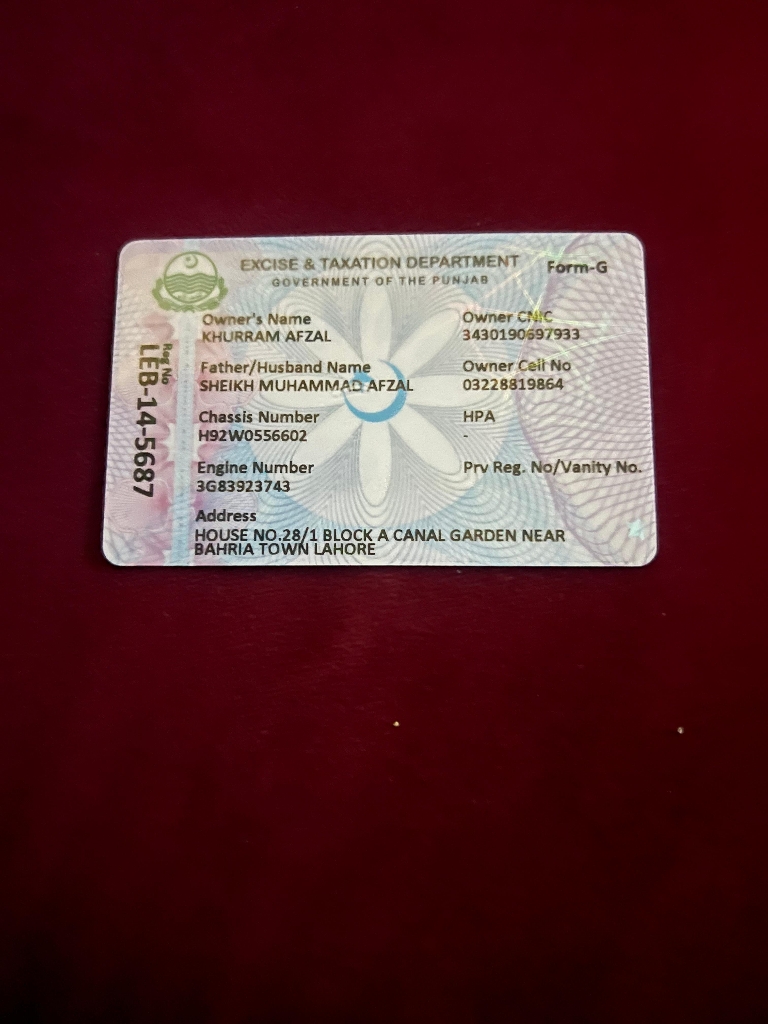 EXCISE & TAXATION DEPARTMENT
Form-G
GOVERNMENT OF THE PUNJAB
Reg No
LEB-14-5687
Owner's Name
KHURRAM AFZAL
Owner CNIC
3430190697933
Father/Husband Name
SHEIKH MUHAMMAD AFZAL
Owner Cell No
03228819864
Chassis Number
H92W0556602
HPA
-
Engine Number
3G83923743
Prv Reg. No/Vanity No.
Address
HOUSE NO.28/1 BLOCK A CANAL GARDEN NEAR
BAHRIA TOWN LAHORE